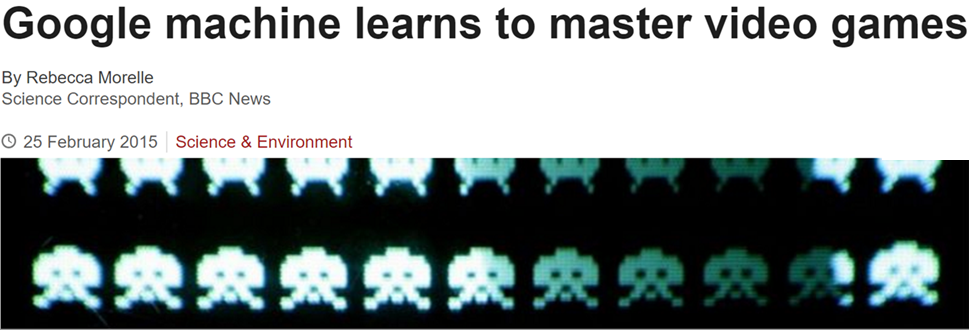 Google machine learns to master video games
By Rebecca Morelle
Science Correspondent, BBC News
25 February 2015 Science & Environment